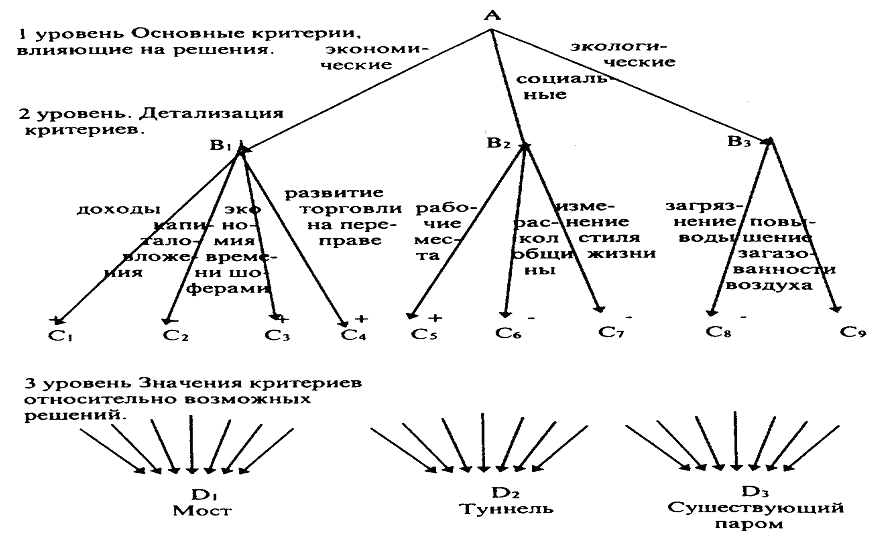 A
1 уровень Основные критерии,
влияющие на решения.
экономи-
ческие
социаль-
ные
экологи-
ческие
2 уровень. Детализация
критериев.
B1
B2
B3
доходы
капи-
тало-
вложе-
ния
эко
но-
мия
време-
ни шо-
ферами
развитие
торговли
на пере-
праве
рабо-
чие
мес-
та
рас-
кол
общи
ны
изме-
нение
стиля
жизни
загряз-
нение
воды
повы-
шение
загазо-
ванности
воздуха
+ - + + + - - -
C1 C2 C3 C4 C5 C6 C7 C8 C9
3 уровень Значения критериев
относительно возможных
решений.
D1
Мост
D2
Туннель
D3
Существующий
паром